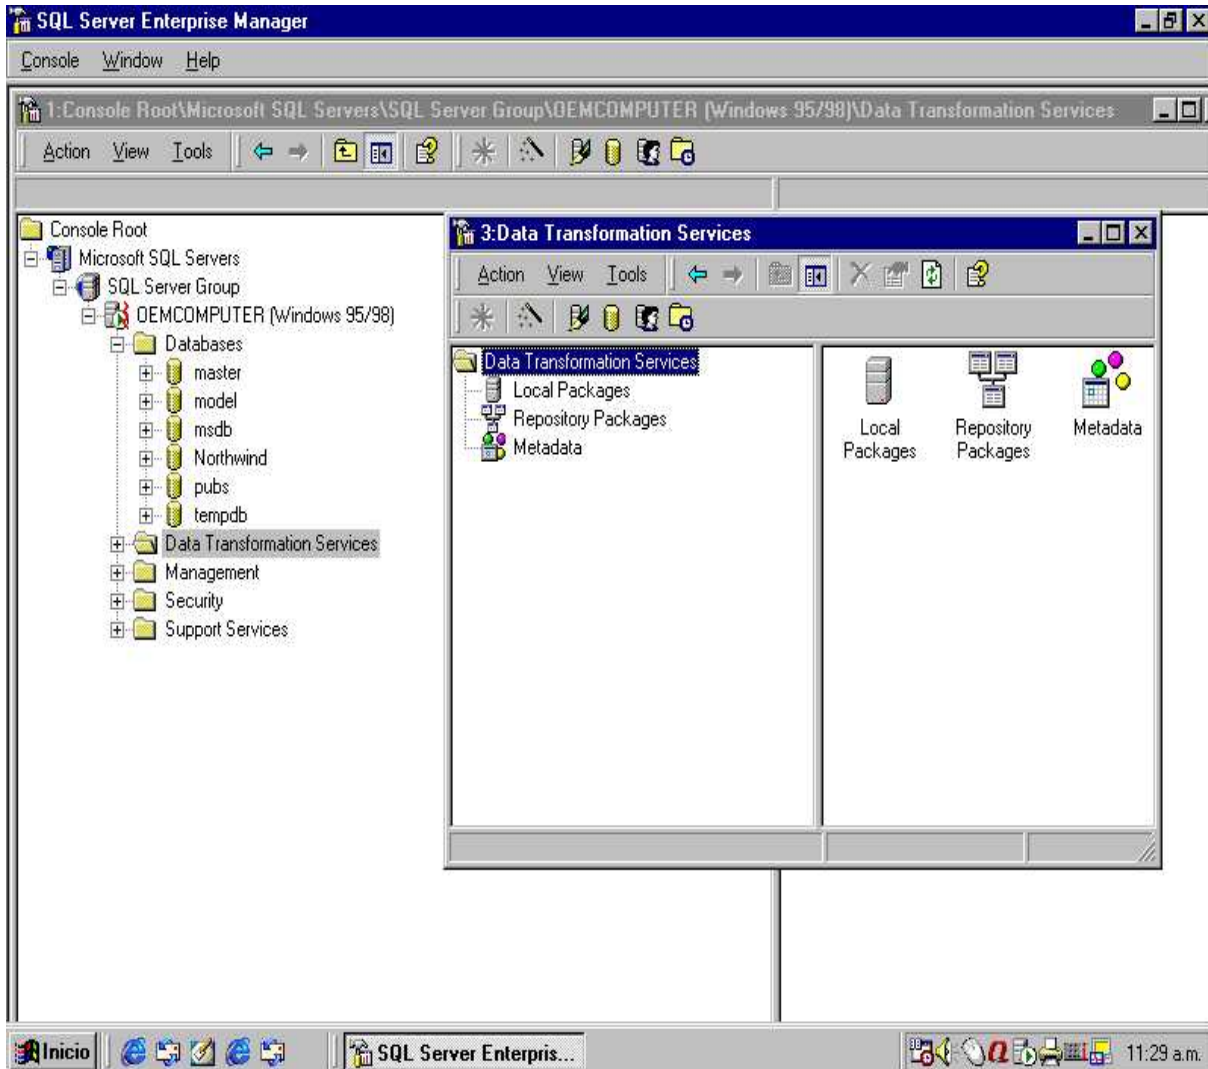 SQL Server Enterprise Manager
Console Window Help
1:Console Root\Microsoft SQL Servers\SQL Server Group\OEMCOMPUTER (Windows 95/98)\Data Transformation Services
Action View Tools
Console Root
Microsoft SQL Servers
SQL Server Group
OEMCOMPUTER (Windows 95/98)
Databases
master
model
msdb
Northwind
pubs
tempdb
Data Transformation Services
Management
Security
Support Services
3:Data Transformation Services
Action View Tools
Data Transformation Services
Local Packages
Repository Packages
Metadata
Local Packages
Repository Packages
Metadata
Inicio
SQL Server Enterpris...
11:29 a.m.